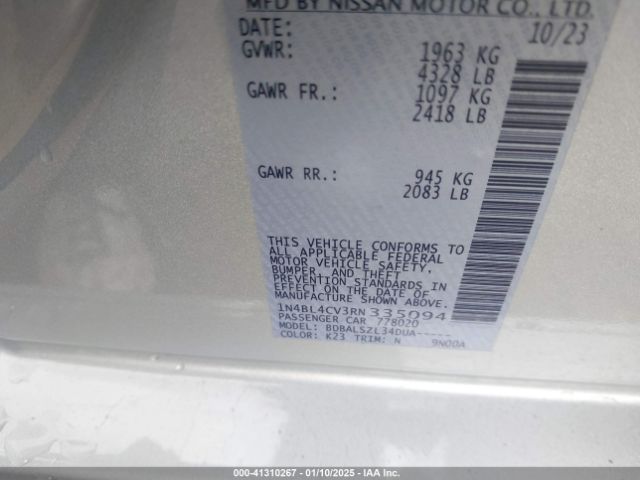 MFD BY NISSAN MOTOR CO., LTD.
DATE: 10/23
GVWR: 1963 KG
4328 LB
GAWR FR.: 1097 KG
2418 LB
GAWR RR.: 945 KG
2083 LB
THIS VEHICLE CONFORMS TO
ALL APPLICABLE FEDERAL
MOTOR VEHICLE SAFETY,
BUMPER, AND THEFT
PREVENTION STANDARDS IN
EFFECT ON THE DATE OF
MANUFACTURE SHOWN ABOVE.
1N4BL4CV3RN335094
PASSENGER CAR 778020
MODEL: BDBALSZL34DUA-----
COLOR: K23 TRIM: N 9N00A
000-41310267 - 01/10/2025 - IAA Inc.